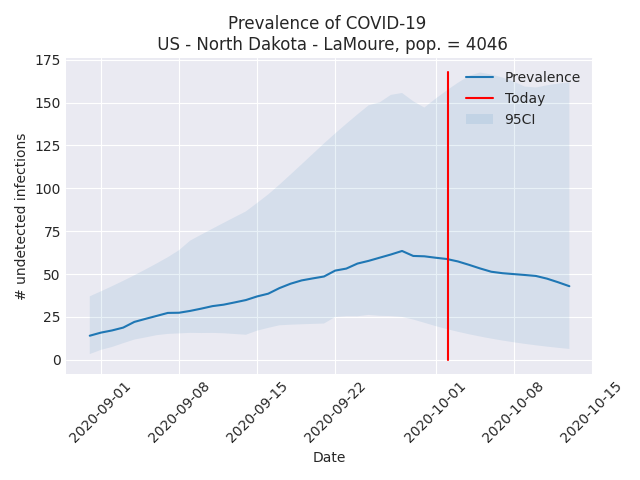 Prevalence of COVID-19
US - North Dakota - LaMoure, pop. = 4046
# undetected infections
175
150
125
100
75
50
25
0
Prevalence
Today
95CI
2020-09-01
2020-09-08
2020-09-15
2020-09-22
2020-10-01
2020-10-08
2020-10-15
Date